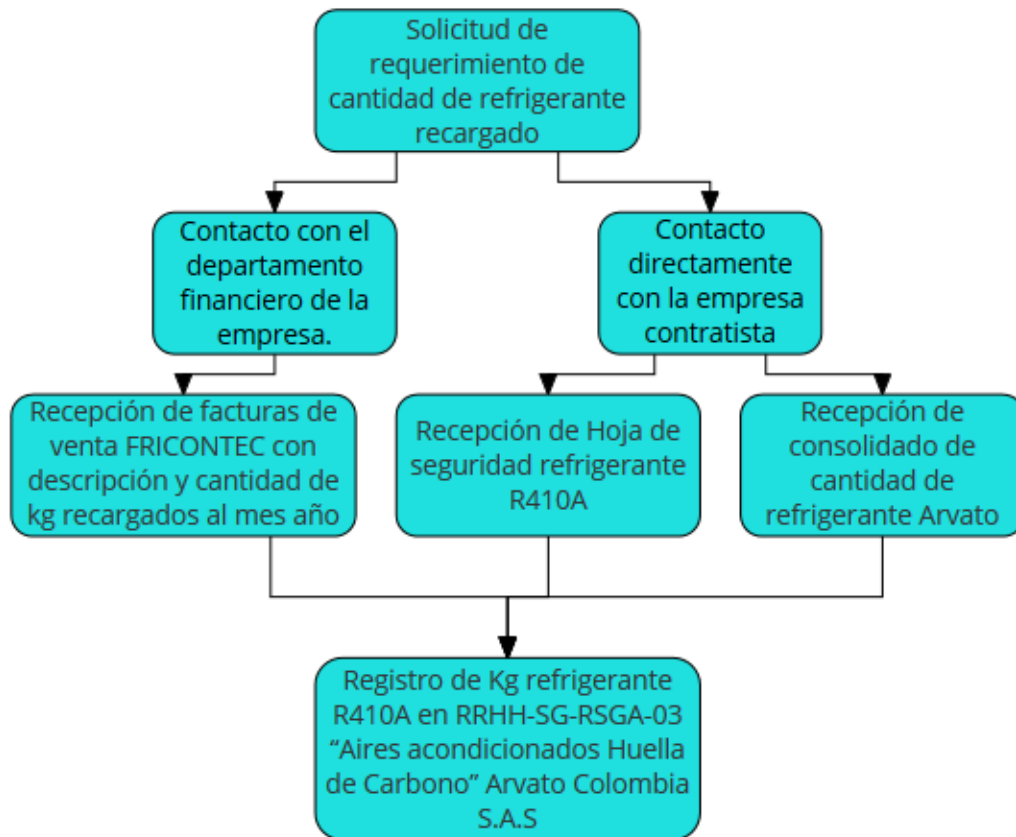 Solicitud de
requerimiento de
cantidad de refrigerante
recargado
Contacto con el
departamento
financiero de la
empresa.
Contacto
directamente
con la empresa
contratista
Recepción de facturas de
venta FRICONTEC con
descripción y cantidad de
kg recargados al mes año
Recepción de Hoja de
seguridad refrigerante
R410A
Recepción de
consolidado de
cantidad de
refrigerante Arvato
Registro de Kg refrigerante
R410A en RRHH-SG-RSGA-03
“Aires acondicionados Huella
de Carbono” Arvato Colombia
S.A.S